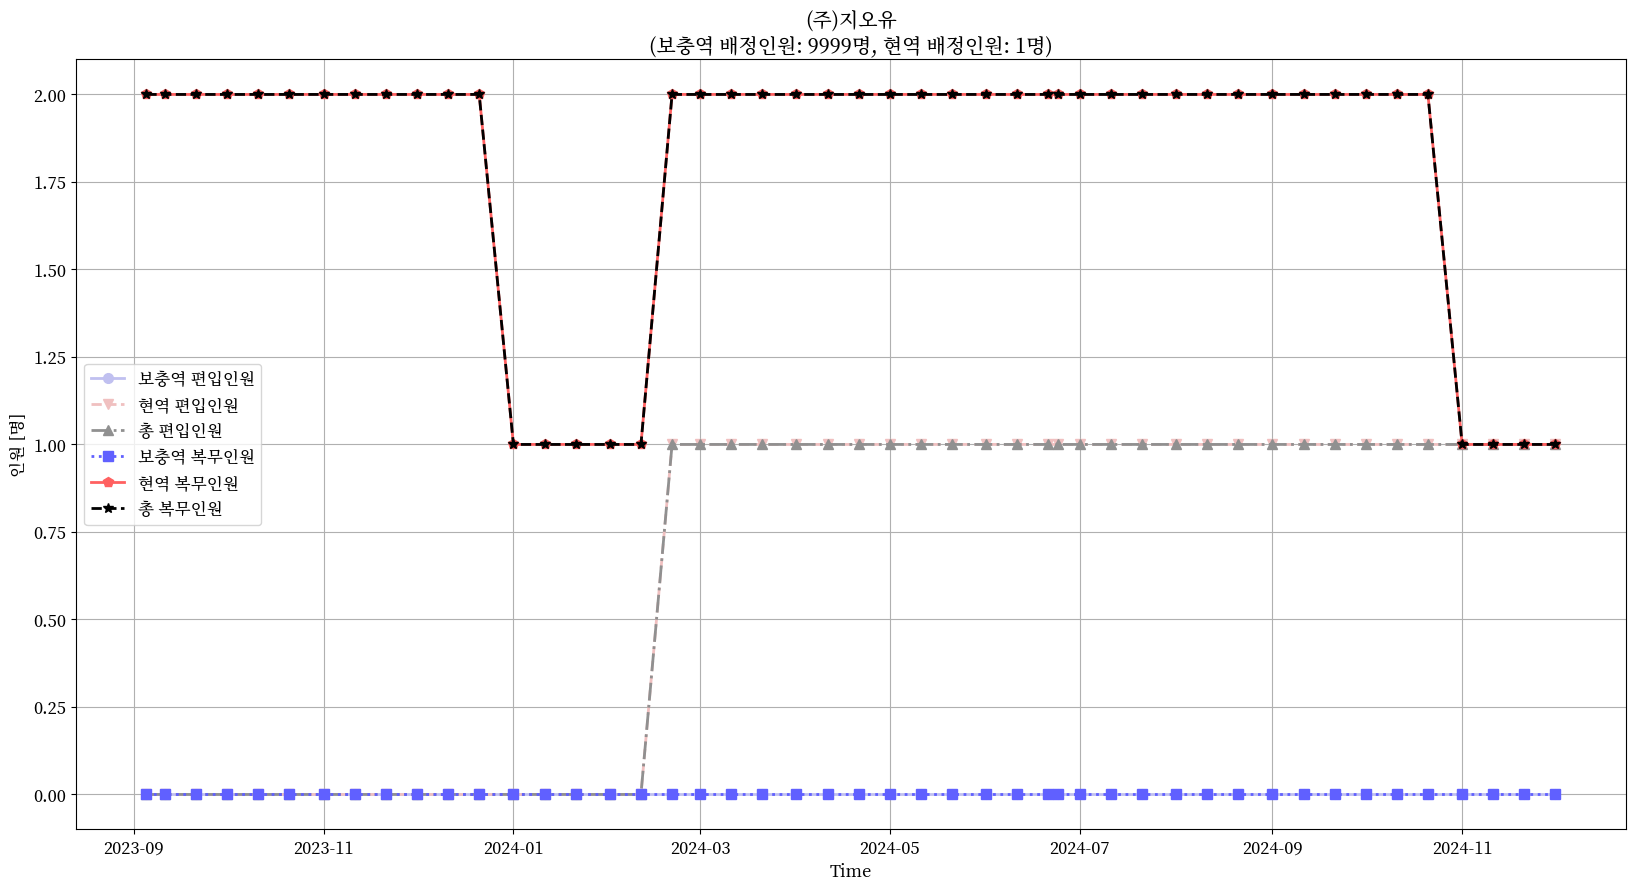 (주)지오유
(보충역 배정인원: 9999명, 현역 배정인원: 1명)
인원 [명]
2.00
1.75
1.50
1.25
1.00
0.75
0.50
0.25
0.00
보충역 편입인원
현역 편입인원
총 편입인원
보충역 복무인원
현역 복무인원
총 복무인원
2023-09 2023-11 2024-01 2024-03 2024-05 2024-07 2024-09 2024-11
Time